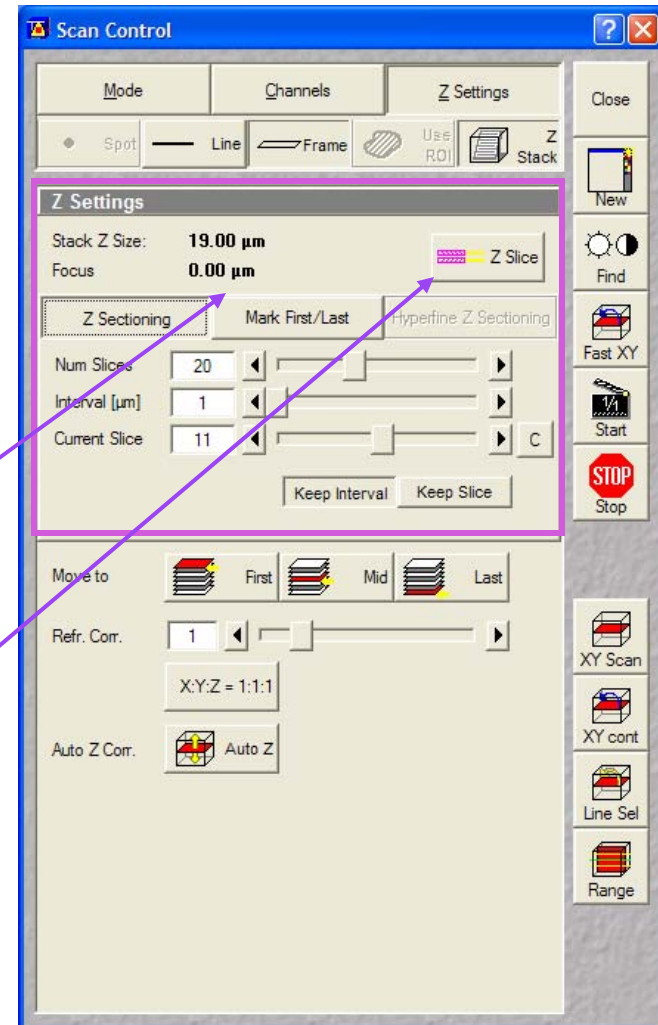 Scan Control
Mode Channels Z Settings Close
Spot Line Frame Use ROI Z Stack
New
Z Settings
Stack Z Size: 19.00 µm
Focus 0.00 µm
Z Slice
Find
Z Sectioning Mark First/Last Hyperfine Z Sectioning
Fast XY
Num Slices 20
Interval [µm] 1
1/1
Start
Current Slice 11 C
STOP
Stop
Keep Interval Keep Slice
Move to First Mid Last
Refr. Corr. 1
XY Scan
X:Y:Z = 1:1:1
XY cont
Auto Z Corr. Auto Z
Line Sel
Range